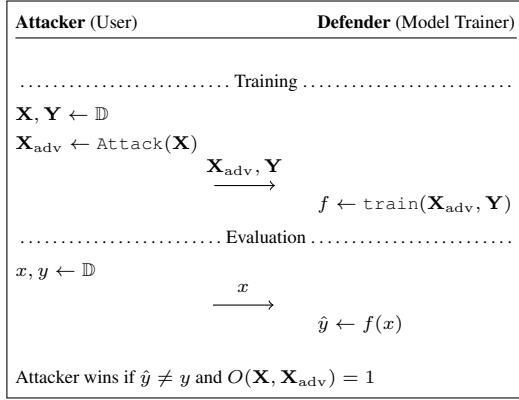 Attacker (User) Defender (Model Trainer)
........................ Training ........................
X, Y ← 𝔻
X_adv ← Attack(X)
X_adv, Y
f ← train(X_adv, Y)
........................ Evaluation ........................
x, y ← 𝔻
x
ŷ ← f(x)
Attacker wins if ŷ ≠ y and O(X, X_adv) = 1